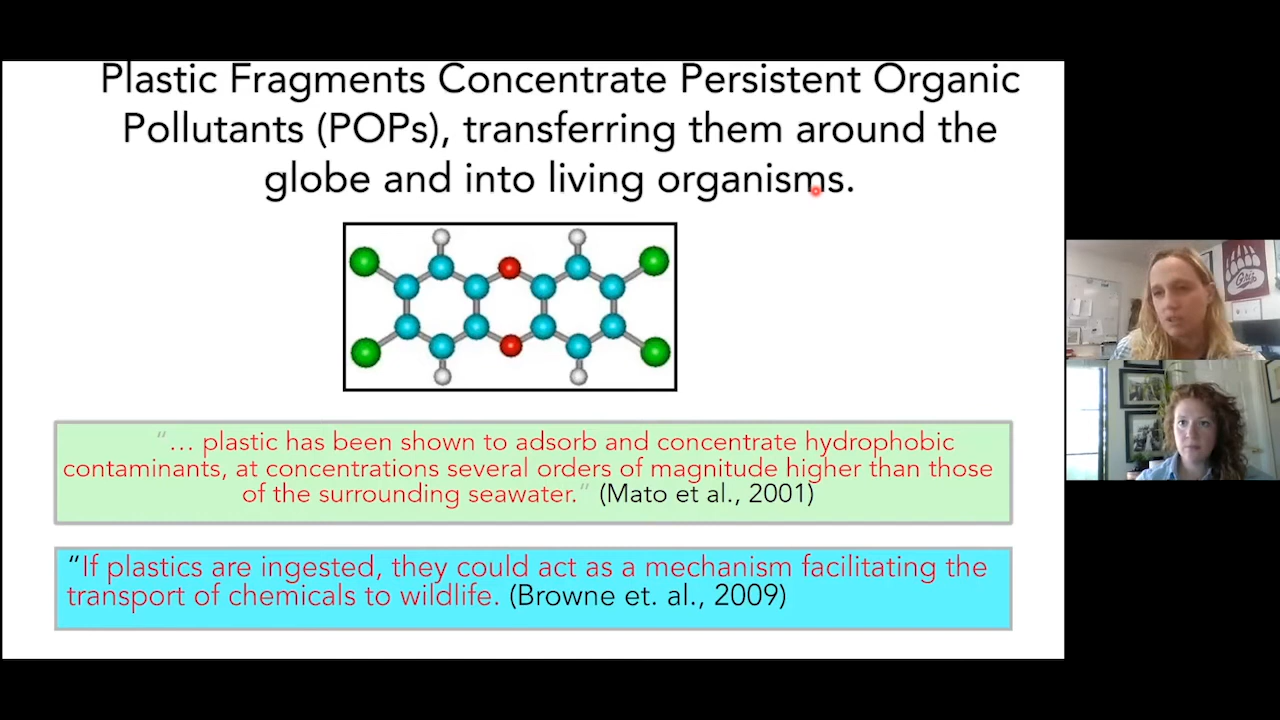 Plastic Fragments Concentrate Persistent Organic
Pollutants (POPs), transferring them around the
globe and into living organisms.
“… plastic has been shown to adsorb and concentrate hydrophobic
contaminants, at concentrations several orders of magnitude higher than those
of the surrounding seawater.” (Mato et al., 2001)
“If plastics are ingested, they could act as a mechanism facilitating the
transport of chemicals to wildlife. (Browne et. al., 2009)
Griz